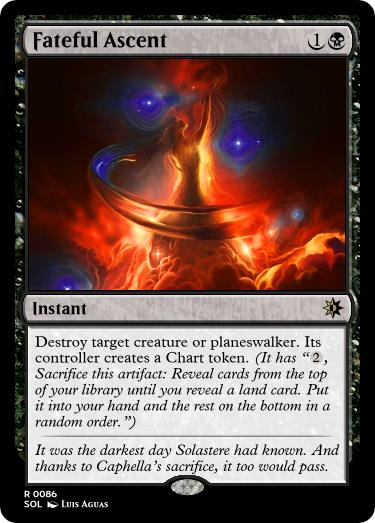 Fateful Ascent 1
Instant
Destroy target creature or planeswalker. Its
controller creates a Chart token. (It has “2,
Sacrifice this artifact: Reveal cards from the top
of your library until you reveal a land card. Put
it into your hand and the rest on the bottom in a
random order.”)
It was the darkest day Solastere had known. And
thanks to Caphella’s sacrifice, it too would pass.
R 0086
SOL Luis Aguas